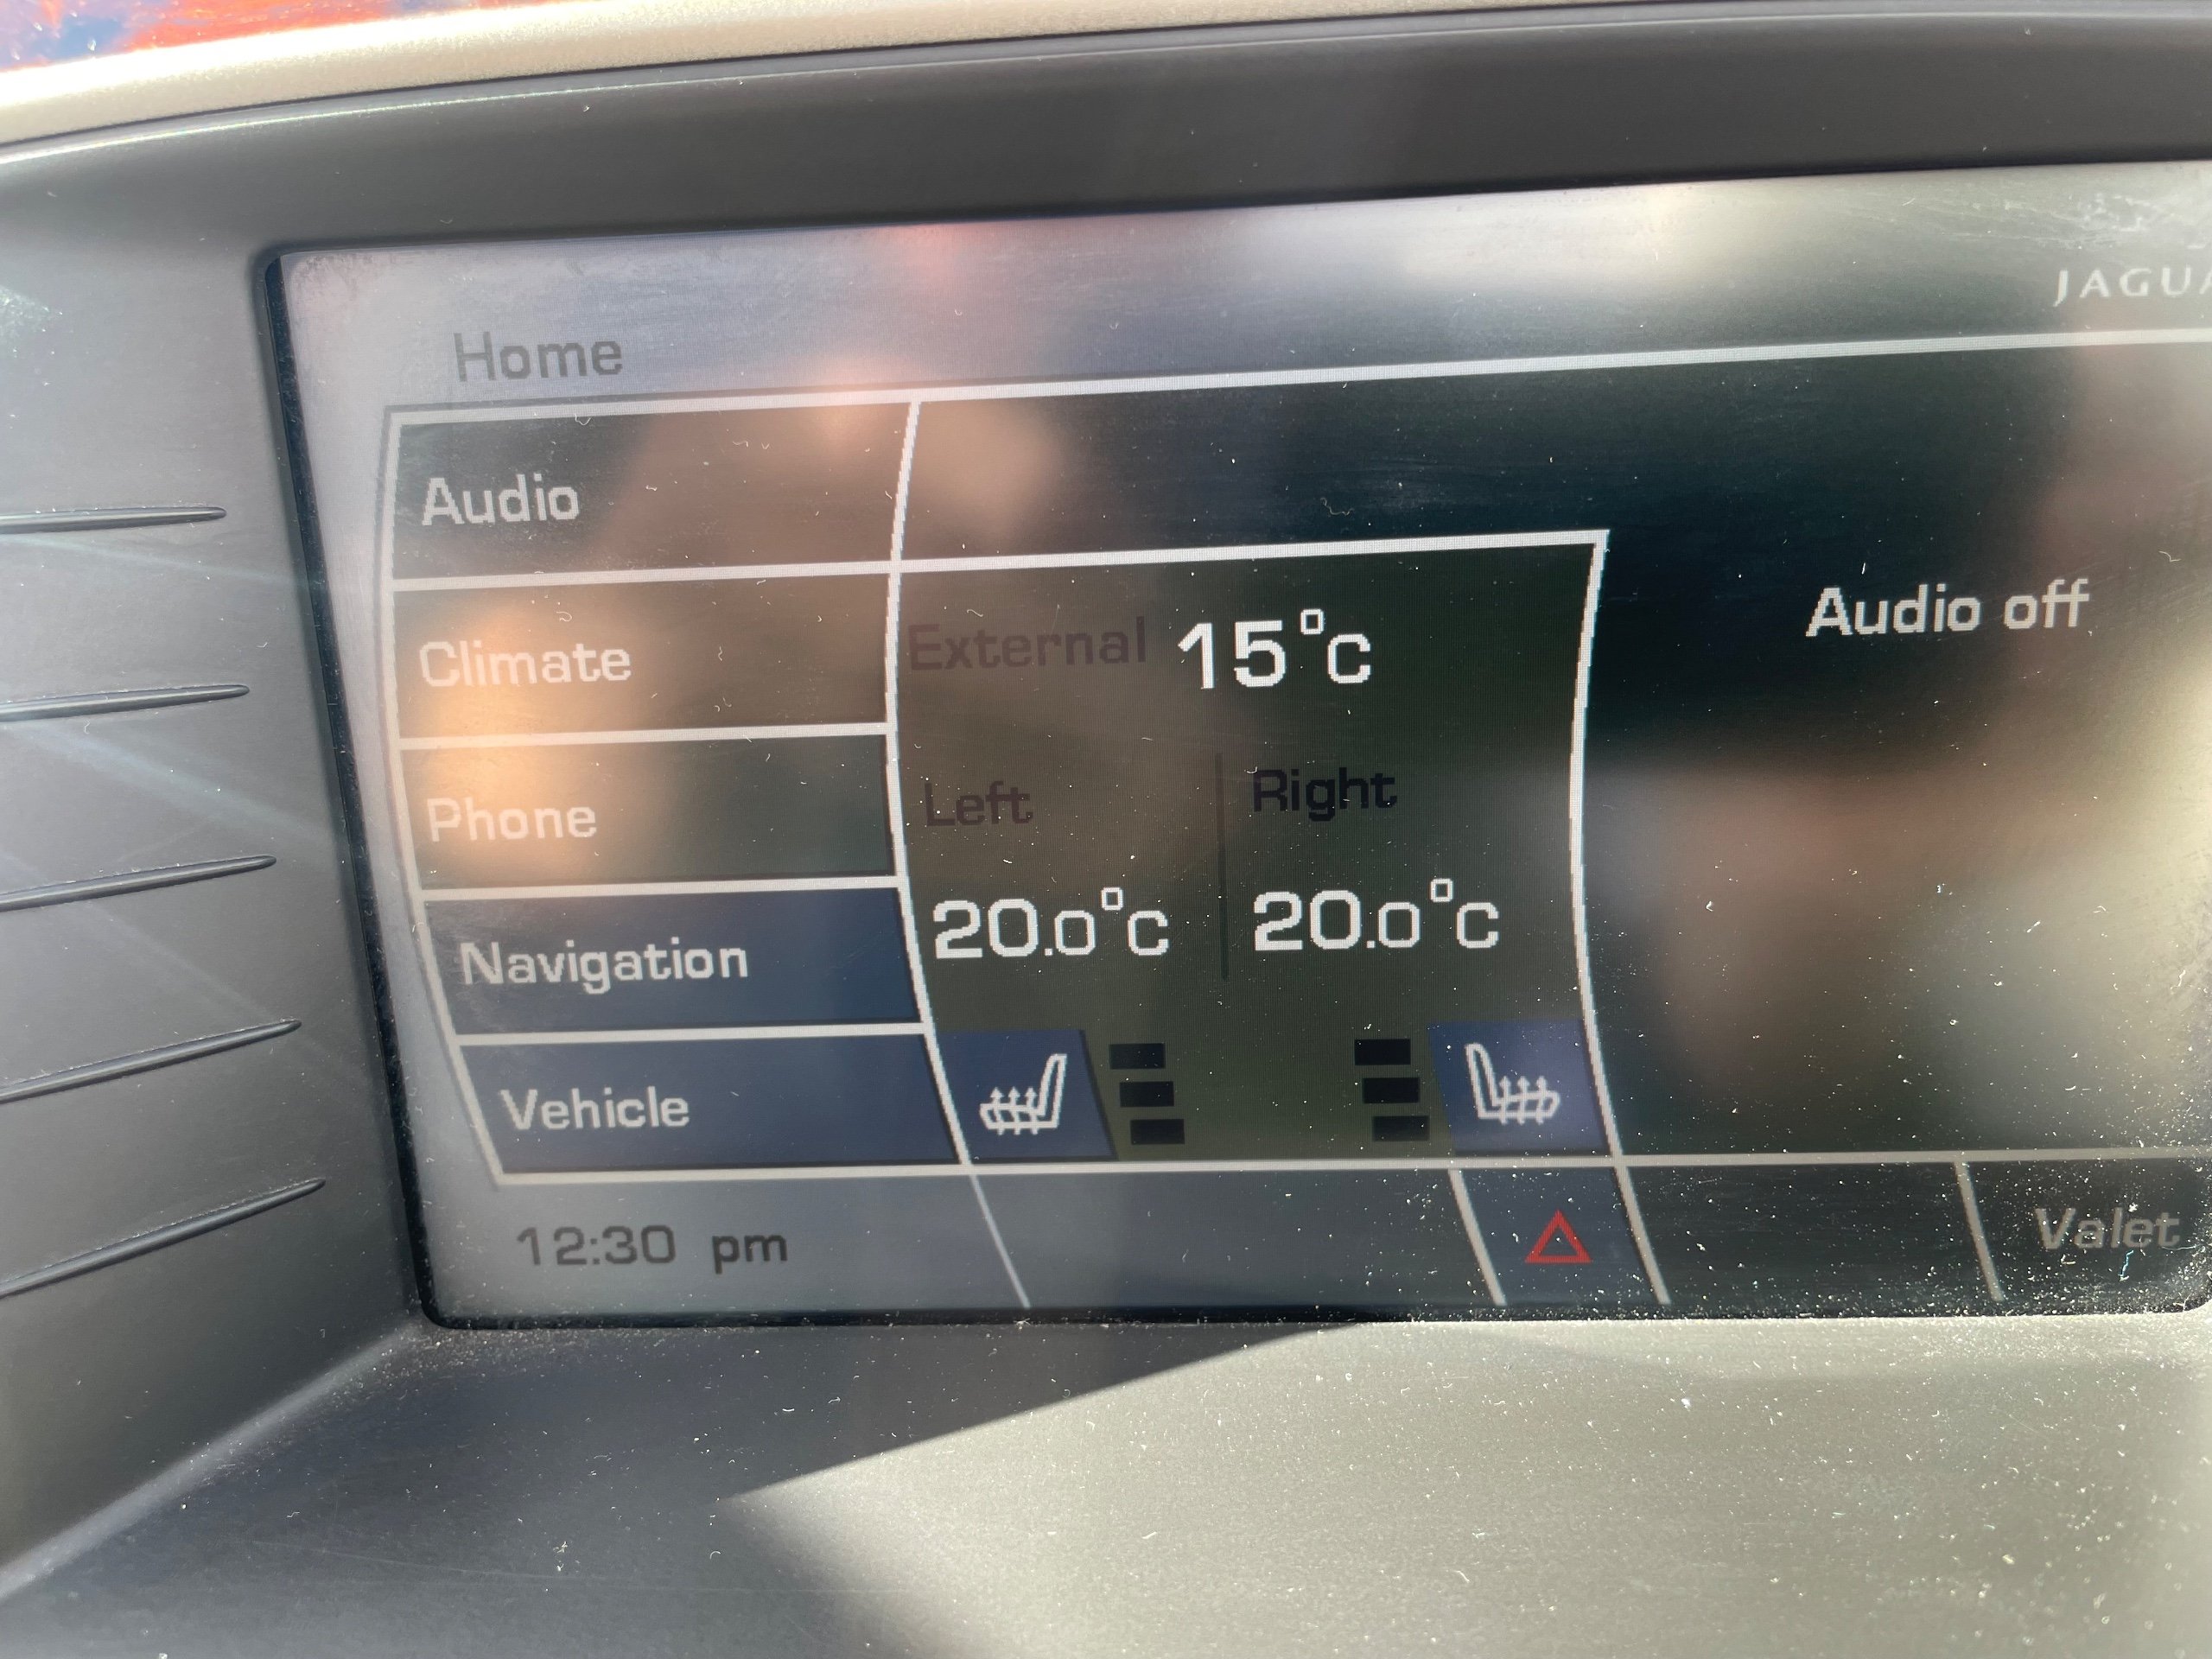 JAGUA
Home
Audio
Climate
Phone
Navigation
Vehicle
External 15°C
Left Right
20.0°C 20.0°C
Audio off
12:30 pm
Valet